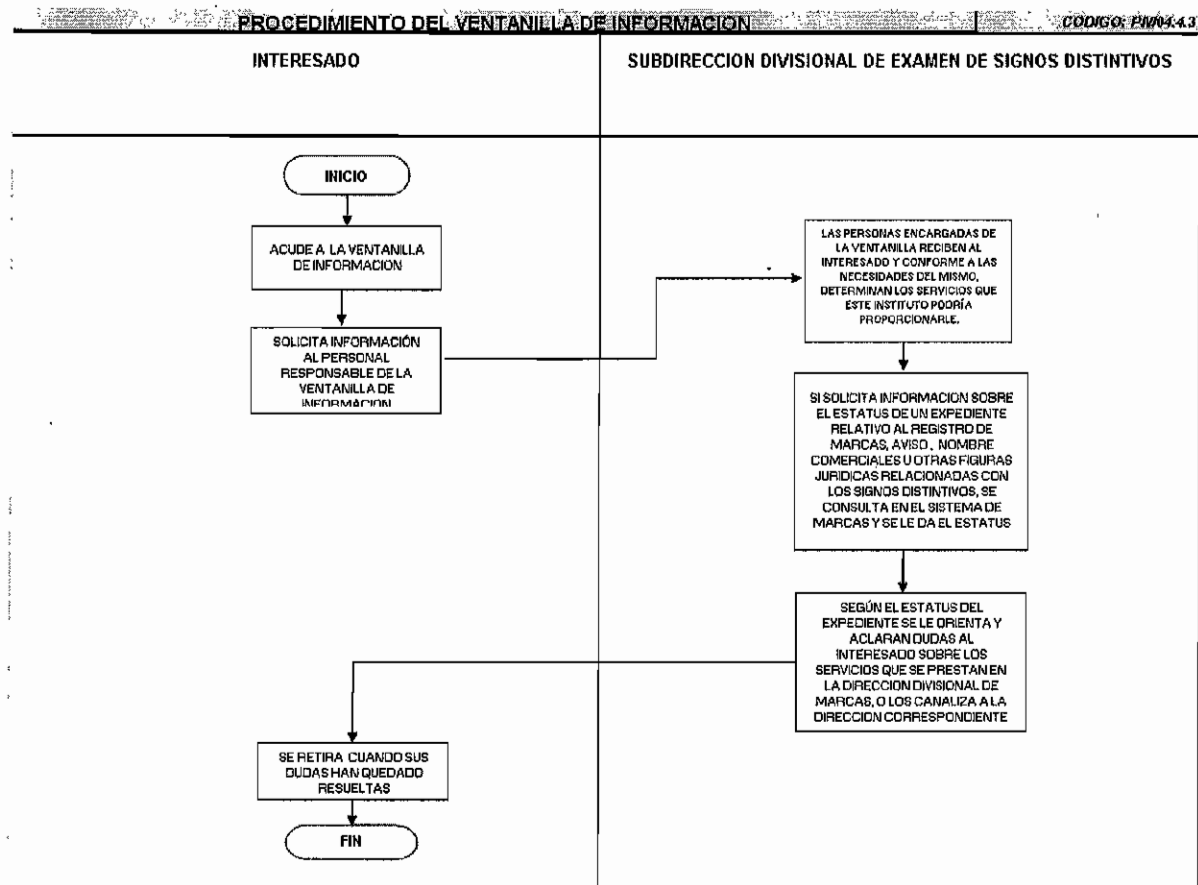 PROCEDIMIENTO DEL VENTANILLA DE INFORMACION
CODIGO: PM04.4.3
INTERESADO
SUBDIRECCION DIVISIONAL DE EXAMEN DE SIGNOS DISTINTIVOS
INICIO
ACUDE A LA VENTANILLA
DE INFORMACION
SOLICITA INFORMACIÓN
AL PERSONAL
RESPONSABLE DE LA
VENTANILLA DE
INFORMACION
LAS PERSONAS ENCARGADAS DE
LA VENTANILLA RECIBEN AL
INTERESADO Y CONFORME A LAS
NECESIDADES DEL MISMO,
DETERMINAN LOS SERVICIOS QUE
ESTE INSTITUTO PODRÍA
PROPORCIONARLE.
SI SOLICITA INFORMACION SOBRE
EL ESTATUS DE UN EXPEDIENTE
RELATIVO AL REGISTRO DE
MARCAS, AVISO , NOMBRE
COMERCIALES U OTRAS FIGURAS
JURIDICAS RELACIONADAS CON
LOS SIGNOS DISTINTIVOS, SE
CONSULTA EN EL SISTEMA DE
MARCAS Y SE LE DA EL ESTATUS
SEGÚN EL ESTATUS DEL
EXPEDIENTE SE LE ORIENTA Y
ACLARAN DUDAS AL
INTERESADO SOBRE LOS
SERVICIOS QUE SE PRESTAN EN
LA DIRECCION DIVISIONAL DE
MARCAS, O LOS CANALIZA A LA
DIRECCION CORRESPONDIENTE
SE RETIRA CUANDO SUS
DUDAS HAN QUEDADO
RESUELTAS
FIN